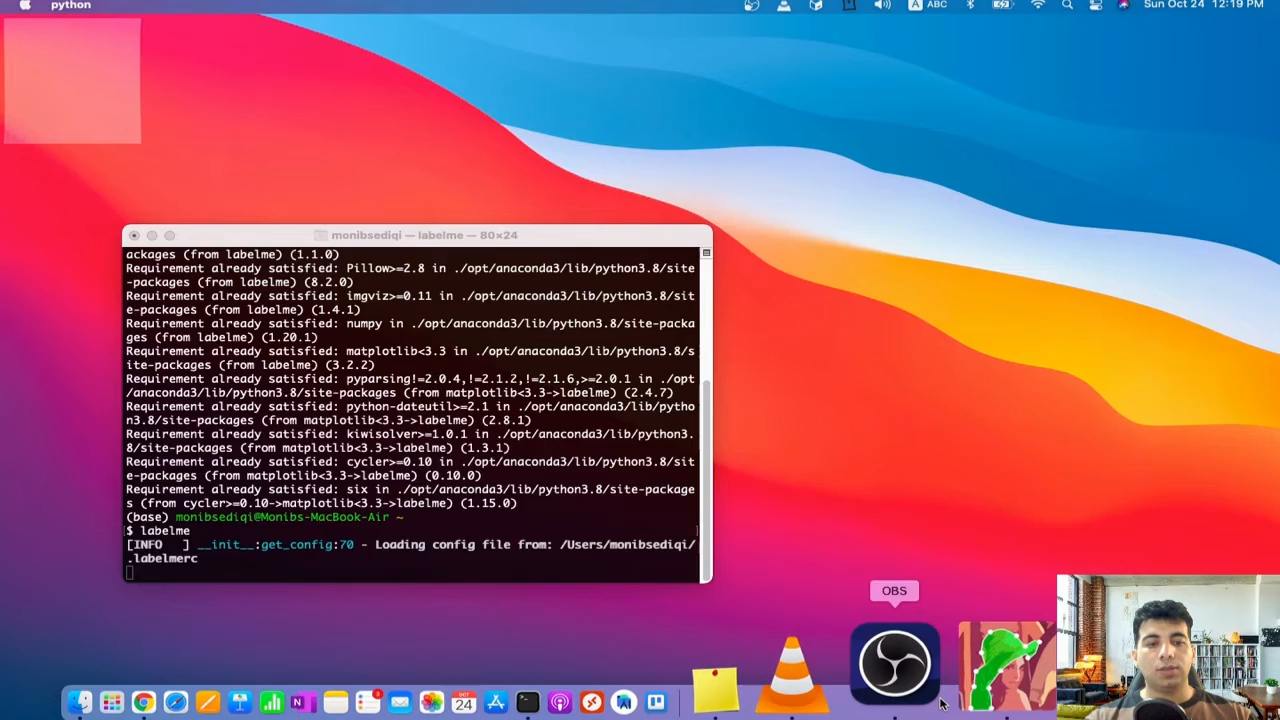 python
ABC
Sun Oct 24 12:19 PM
monibsediqi — labelme — 80×24
ackages (from labelme) (1.1.0)
Requirement already satisfied: Pillow>=2.8 in ./opt/anaconda3/lib/python3.8/site
-packages (from labelme) (8.2.0)
Requirement already satisfied: imgviz>=0.11 in ./opt/anaconda3/lib/python3.8/sit
e-packages (from labelme) (1.4.1)
Requirement already satisfied: numpy in ./opt/anaconda3/lib/python3.8/site-packa
ges (from labelme) (1.20.1)
Requirement already satisfied: matplotlib<3.3 in ./opt/anaconda3/lib/python3.8/s
ite-packages (from labelme) (3.2.2)
Requirement already satisfied: pyparsing!=2.0.4,!=2.1.2,!=2.1.6,>=2.0.1 in ./opt
/anaconda3/lib/python3.8/site-packages (from matplotlib<3.3->labelme) (2.4.7)
Requirement already satisfied: python-dateutil>=2.1 in ./opt/anaconda3/lib/pytho
n3.8/site-packages (from matplotlib<3.3->labelme) (2.8.1)
Requirement already satisfied: kiwisolver>=1.0.1 in ./opt/anaconda3/lib/python3.
8/site-packages (from matplotlib<3.3->labelme) (1.3.1)
Requirement already satisfied: cycler>=0.10 in ./opt/anaconda3/lib/python3.8/sit
e-packages (from matplotlib<3.3->labelme) (0.10.0)
Requirement already satisfied: six in ./opt/anaconda3/lib/python3.8/site-package
s (from cycler>=0.10->matplotlib<3.3->labelme) (1.15.0)
(base) monibsediqi@Monibs-MacBook-Air ~
$ labelme
[INFO   ] __init__:get_config:70 - Loading config file from: /Users/monibsediqi/
.labelmerc
OBS
OCT
24